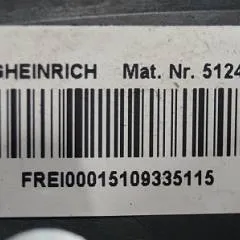 GHEINRICH Mat. Nr. 5124
FREI00015109335115